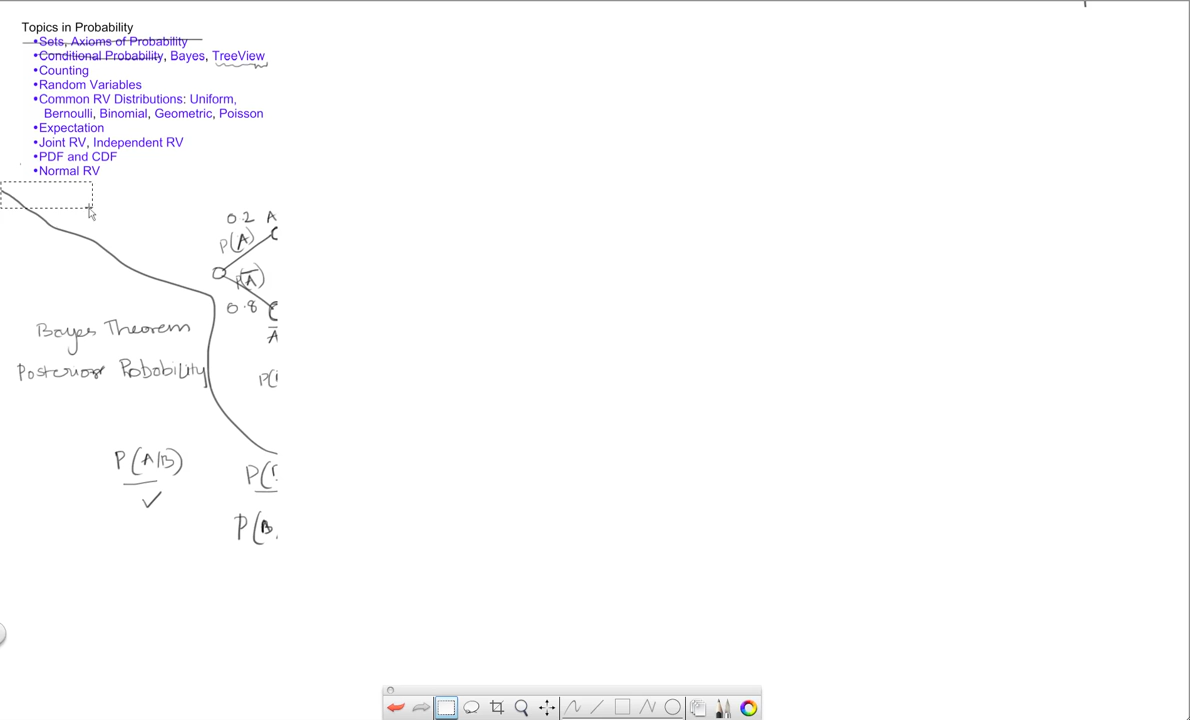 Topics in Probability
•Sets, Axioms of Probability
•Conditional Probability, Bayes, TreeView
•Counting
•Random Variables
•Common RV Distributions: Uniform,
Bernoulli, Binomial, Geometric, Poisson
•Expectation
•Joint RV, Independent RV
•PDF and CDF
•Normal RV
0.2 A
P(A)
P(A̅)
0.8
A̅
Bayes Theorem
Posterior Probability
P(
P(A|B)
P(
P(B